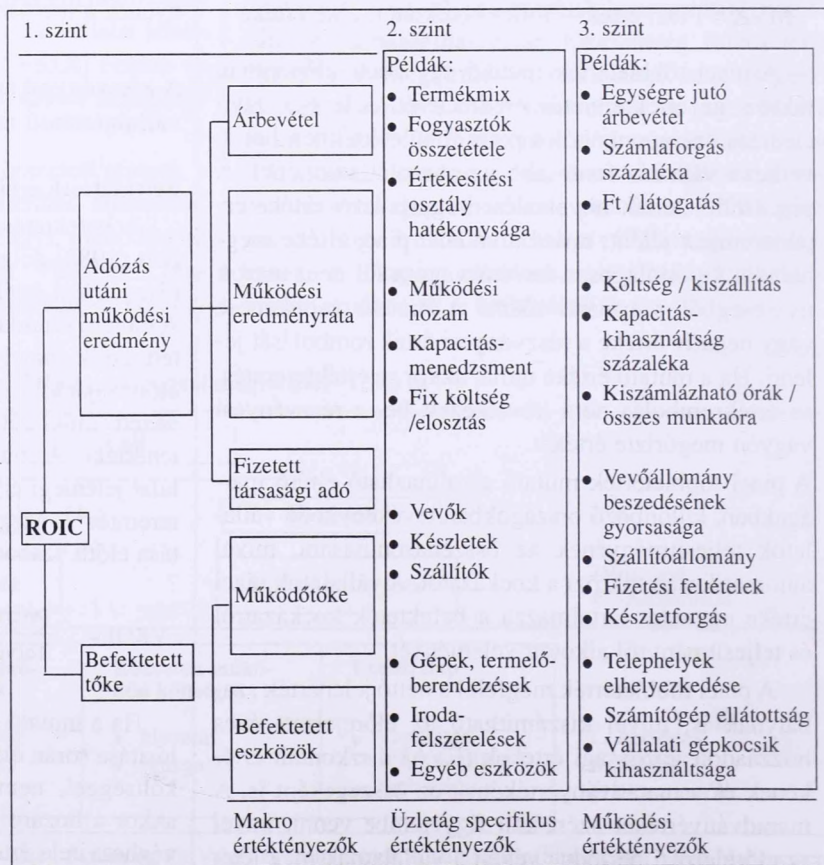 1. szint
2. szint
3. szint
ROIC
Adózás
utáni
működési
eredmény
Befektetett
tőke
Árbevétel
Működési
eredményráta
Fizetett
társasági adó
Működőtőke
Befektetett
eszközök
Makro
értéktényezők
Példák:
• Termékmix
• Fogyasztók
összetétele
• Értékesítési
osztály
hatékonysága
• Működési
hozam
• Kapacitás-
menedzsment
• Fix költség
/elosztás
• Vevők
• Készletek
• Szállítók
• Gépek, termelő-
berendezések
• Iroda-
felszerelések
• Egyéb eszközök
Üzletág specifikus
értéktényezők
Példák:
• Egységre jutó
árbevétel
• Számlaforgás
százaléka
• Ft / látogatás
• Költség / kiszállítás
• Kapacitás-
kihasználtság
százaléka
• Kiszámlázható órák /
összes munkaóra
• Vevőállomány
beszedésének
gyorsasága
• Szállítóállomány
• Fizetési feltételek
• Készletforgás
• Telephelyek
elhelyezkedése
• Számítógép ellátottság
• Vállalati gépkocsik
kihasználtsága
Működési
értéktényezők